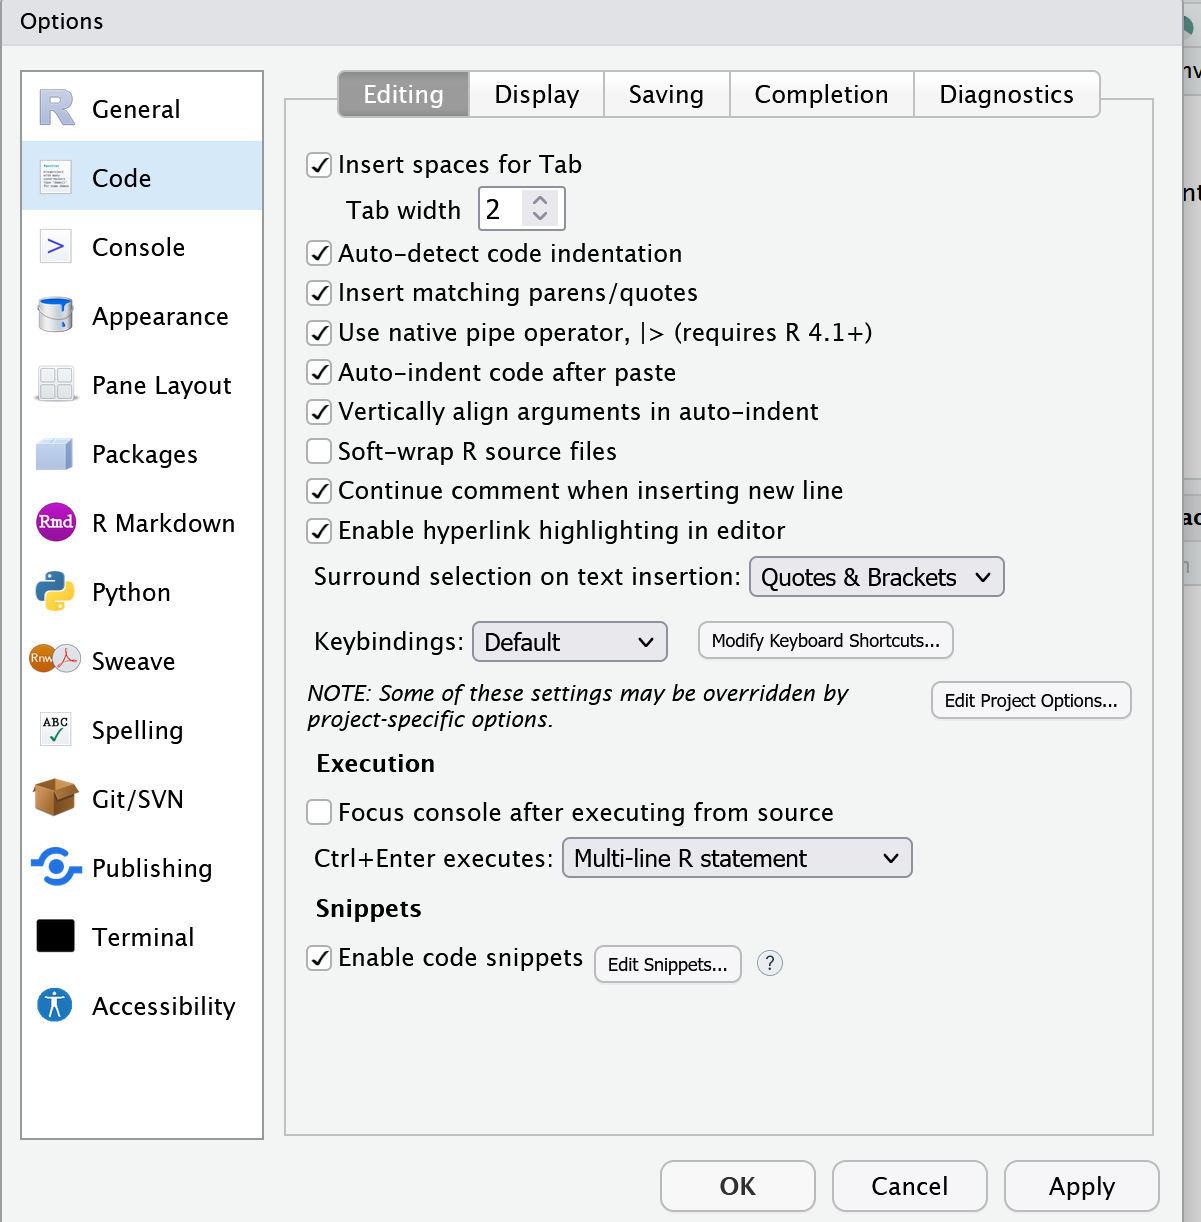 Options
General
Code
Console
Appearance
Pane Layout
Packages
Rmd R Markdown
Python
Rnw Sweave
ABC Spelling
Git/SVN
Publishing
Terminal
Accessibility
Editing Display Saving Completion Diagnostics
Insert spaces for Tab
Tab width 2
Auto-detect code indentation
Insert matching parens/quotes
Use native pipe operator, |> (requires R 4.1+)
Auto-indent code after paste
Vertically align arguments in auto-indent
Soft-wrap R source files
Continue comment when inserting new line
Enable hyperlink highlighting in editor
Surround selection on text insertion: Quotes & Brackets
Keybindings: Default Modify Keyboard Shortcuts...
NOTE: Some of these settings may be overridden by
project-specific options.
Edit Project Options...
Execution
Focus console after executing from source
Ctrl+Enter executes: Multi-line R statement
Snippets
Enable code snippets Edit Snippets... ?
OK Cancel Apply